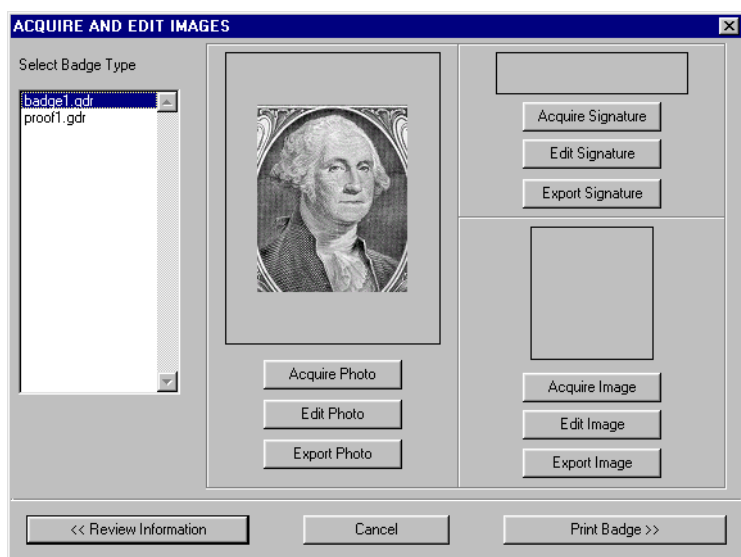 ACQUIRE AND EDIT IMAGES
Select Badge Type
badge1.gdr
proof1.gdr
Acquire Photo
Edit Photo
Export Photo
Acquire Signature
Edit Signature
Export Signature
Acquire Image
Edit Image
Export Image
<< Review Information
Cancel
Print Badge >>